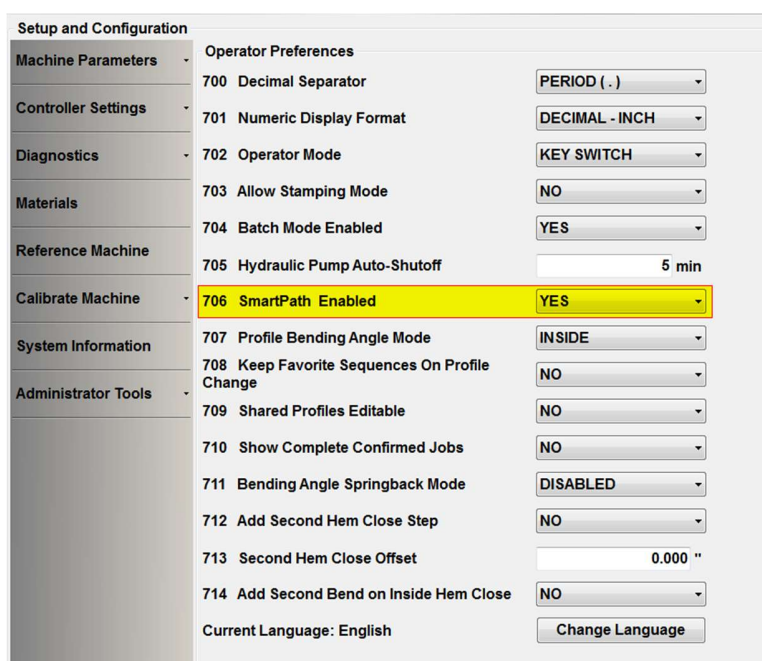 Setup and Configuration
Machine Parameters
Controller Settings
Diagnostics
Materials
Reference Machine
Calibrate Machine
System Information
Administrator Tools
Operator Preferences
700 Decimal Separator PERIOD ( . )
701 Numeric Display Format DECIMAL - INCH
702 Operator Mode KEY SWITCH
703 Allow Stamping Mode NO
704 Batch Mode Enabled YES
705 Hydraulic Pump Auto-Shutoff 5 min
706 SmartPath Enabled YES
707 Profile Bending Angle Mode INSIDE
708 Keep Favorite Sequences On Profile
Change NO
709 Shared Profiles Editable NO
710 Show Complete Confirmed Jobs NO
711 Bending Angle Springback Mode DISABLED
712 Add Second Hem Close Step NO
713 Second Hem Close Offset 0.000 "
714 Add Second Bend on Inside Hem Close NO
Current Language: English Change Language